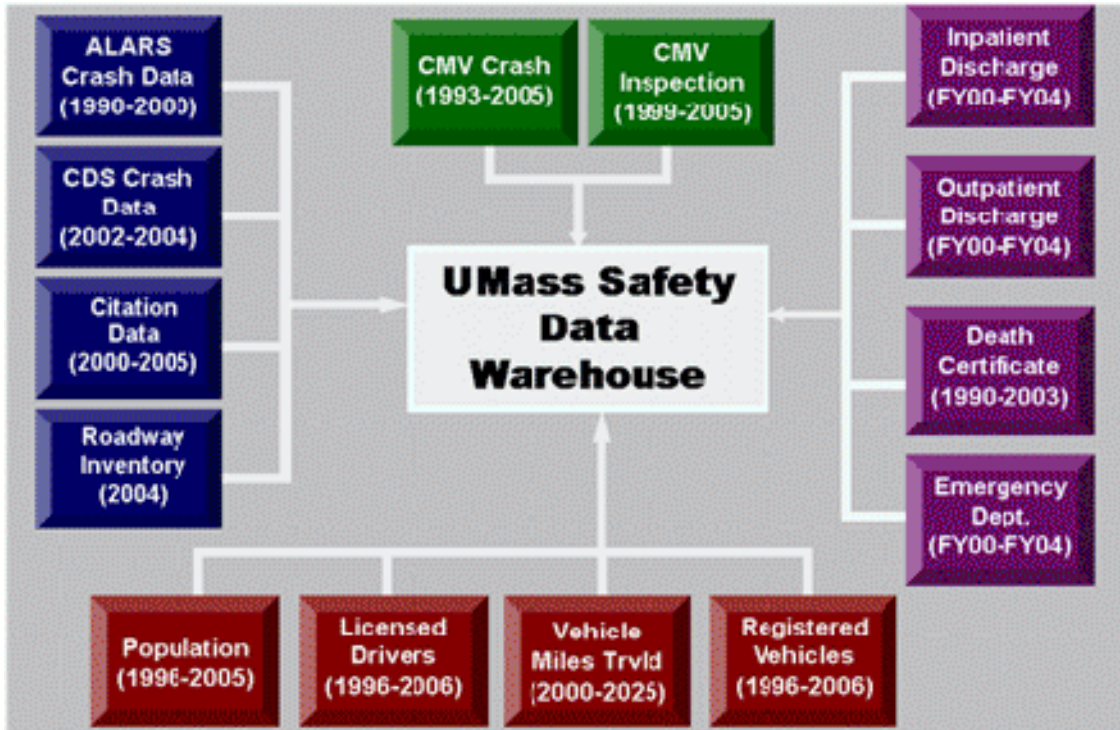 ALARS
Crash Data
(1990-2000)
CDS Crash
Data
(2002-2004)
Citation
Data
(2000-2005)
Roadway
Inventory
(2004)
CMV Crash
(1993-2005)
CMV
Inspection
(1999-2005)
UMass Safety
Data
Warehouse
Inpatient
Discharge
(FY00-FY04)
Outpatient
Discharge
(FY00-FY04)
Death
Certificate
(1990-2003)
Emergency
Dept.
(FY00-FY04)
Population
(1996-2005)
Licensed
Drivers
(1996-2006)
Vehicle
Miles Trvld
(2000-2025)
Registered
Vehicles
(1996-2006)